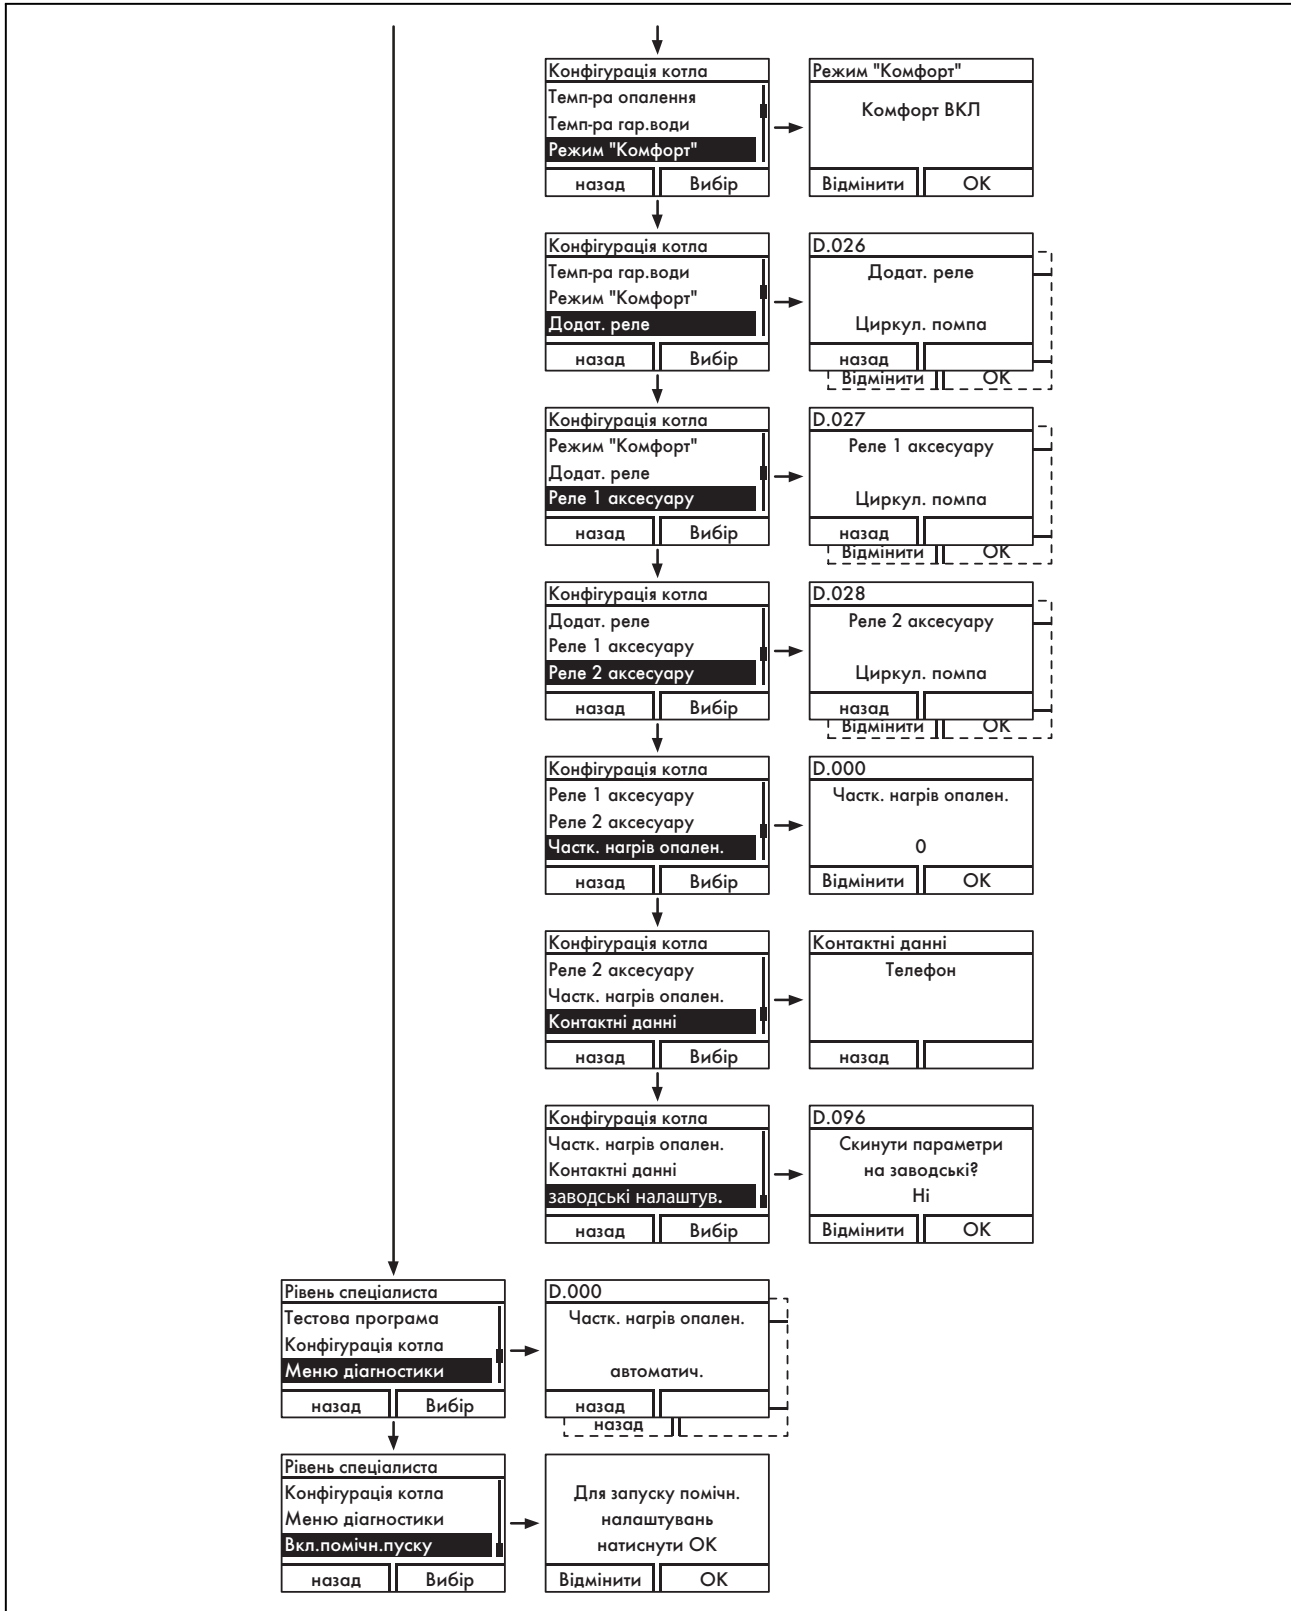 Конфігурація котла
Темп-ра опалення
Темп-ра гар.води
Режим "Комфорт"
назад Вибір
Режим "Комфорт"
Комфорт ВКЛ
Відмінити OK
Конфігурація котла
Темп-ра гар.води
Режим "Комфорт"
Додат. реле
назад Вибір
D.026
Додат. реле
Циркул. помпа
назад
Відмінити OK
Конфігурація котла
Режим "Комфорт"
Додат. реле
Реле 1 аксесуару
назад Вибір
D.027
Реле 1 аксесуару
Циркул. помпа
назад
Відмінити OK
Конфігурація котла
Додат. реле
Реле 1 аксесуару
Реле 2 аксесуару
назад Вибір
D.028
Реле 2 аксесуару
Циркул. помпа
назад
Відмінити OK
Конфігурація котла
Реле 1 аксесуару
Реле 2 аксесуару
Частк. нагрів опален.
назад Вибір
D.000
Частк. нагрів опален.
0
Відмінити OK
Конфігурація котла
Реле 2 аксесуару
Частк. нагрів опален.
Контактні данні
назад Вибір
Контактні данні
Телефон
назад
Конфігурація котла
Частк. нагрів опален.
Контактні данні
заводські налаштув.
назад Вибір
D.096
Скинути параметри
на заводські?
Ні
Відмінити OK
Рівень спеціалиста
Тестова програма
Конфігурація котла
Меню діагностики
назад Вибір
D.000
Частк. нагрів опален.
автоматич.
назад
назад
Рівень спеціалиста
Конфігурація котла
Меню діагностики
Вкл.помічн.пуску
назад Вибір
Для запуску помічн.
налаштувань
натиснути OK
Відмінити OK